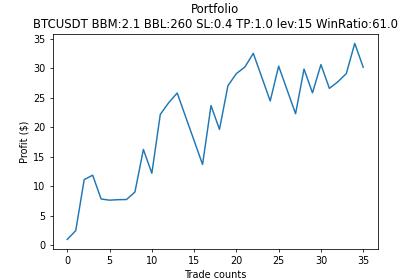 Portfolio
BTCUSDT BBM:2.1 BBL:260 SL:0.4 TP:1.0 lev:15 WinRatio:61.0
35
30
25
20
15
10
5
0
Profit ($)
0 5 10 15 20 25 30 35
Trade counts